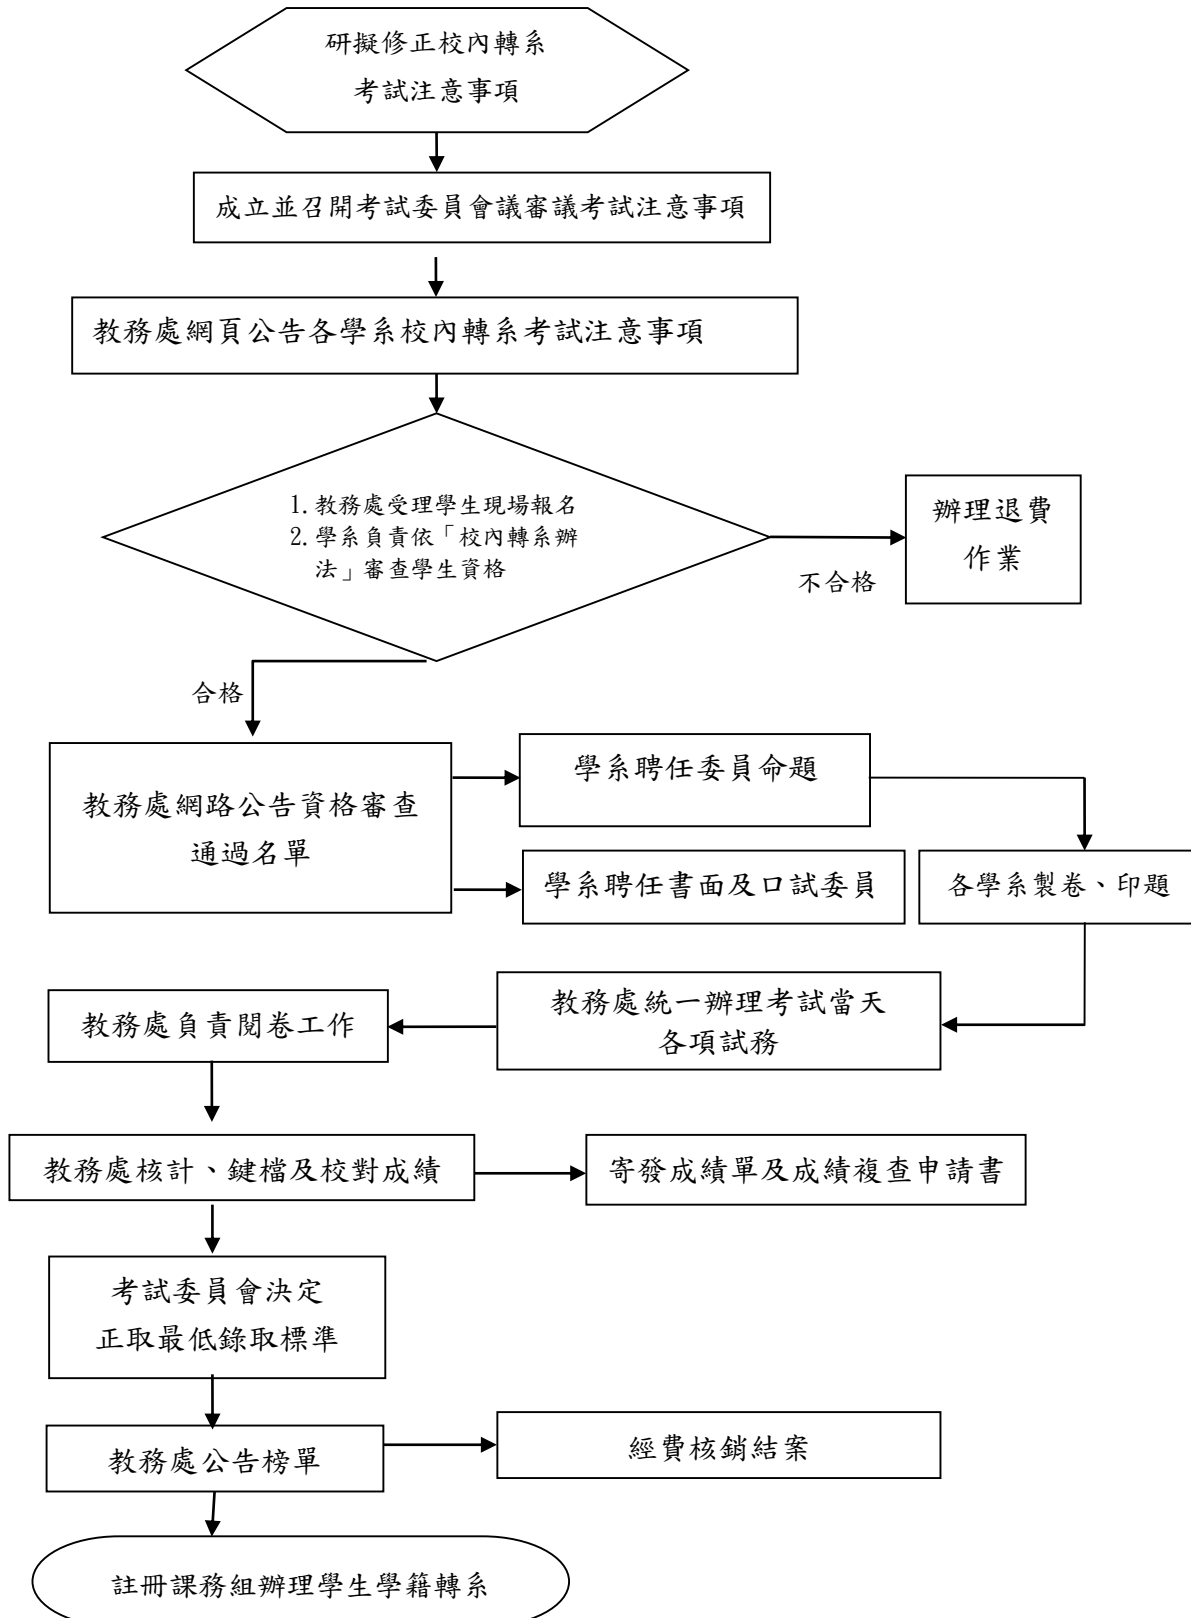 研擬修正校內轉系
考試注意事項
成立並召開考試委員會議審議考試注意事項
教務處網頁公告各學系校內轉系考試注意事項
1.教務處受理學生現場報名
2.學系負責依「校內轉系辦
法」審查學生資格
不合格
辦理退費
作業
合格
教務處網路公告資格審查
通過名單
學系聘任委員命題
學系聘任書面及口試委員
各學系製卷、印題
教務處統一辦理考試當天
各項試務
教務處負責閱卷工作
教務處核計、鍵檔及校對成績
寄發成績單及成績複查申請書
考試委員會決定
正取最低錄取標準
教務處公告榜單
經費核銷結案
註冊課務組辦理學生學籍轉系